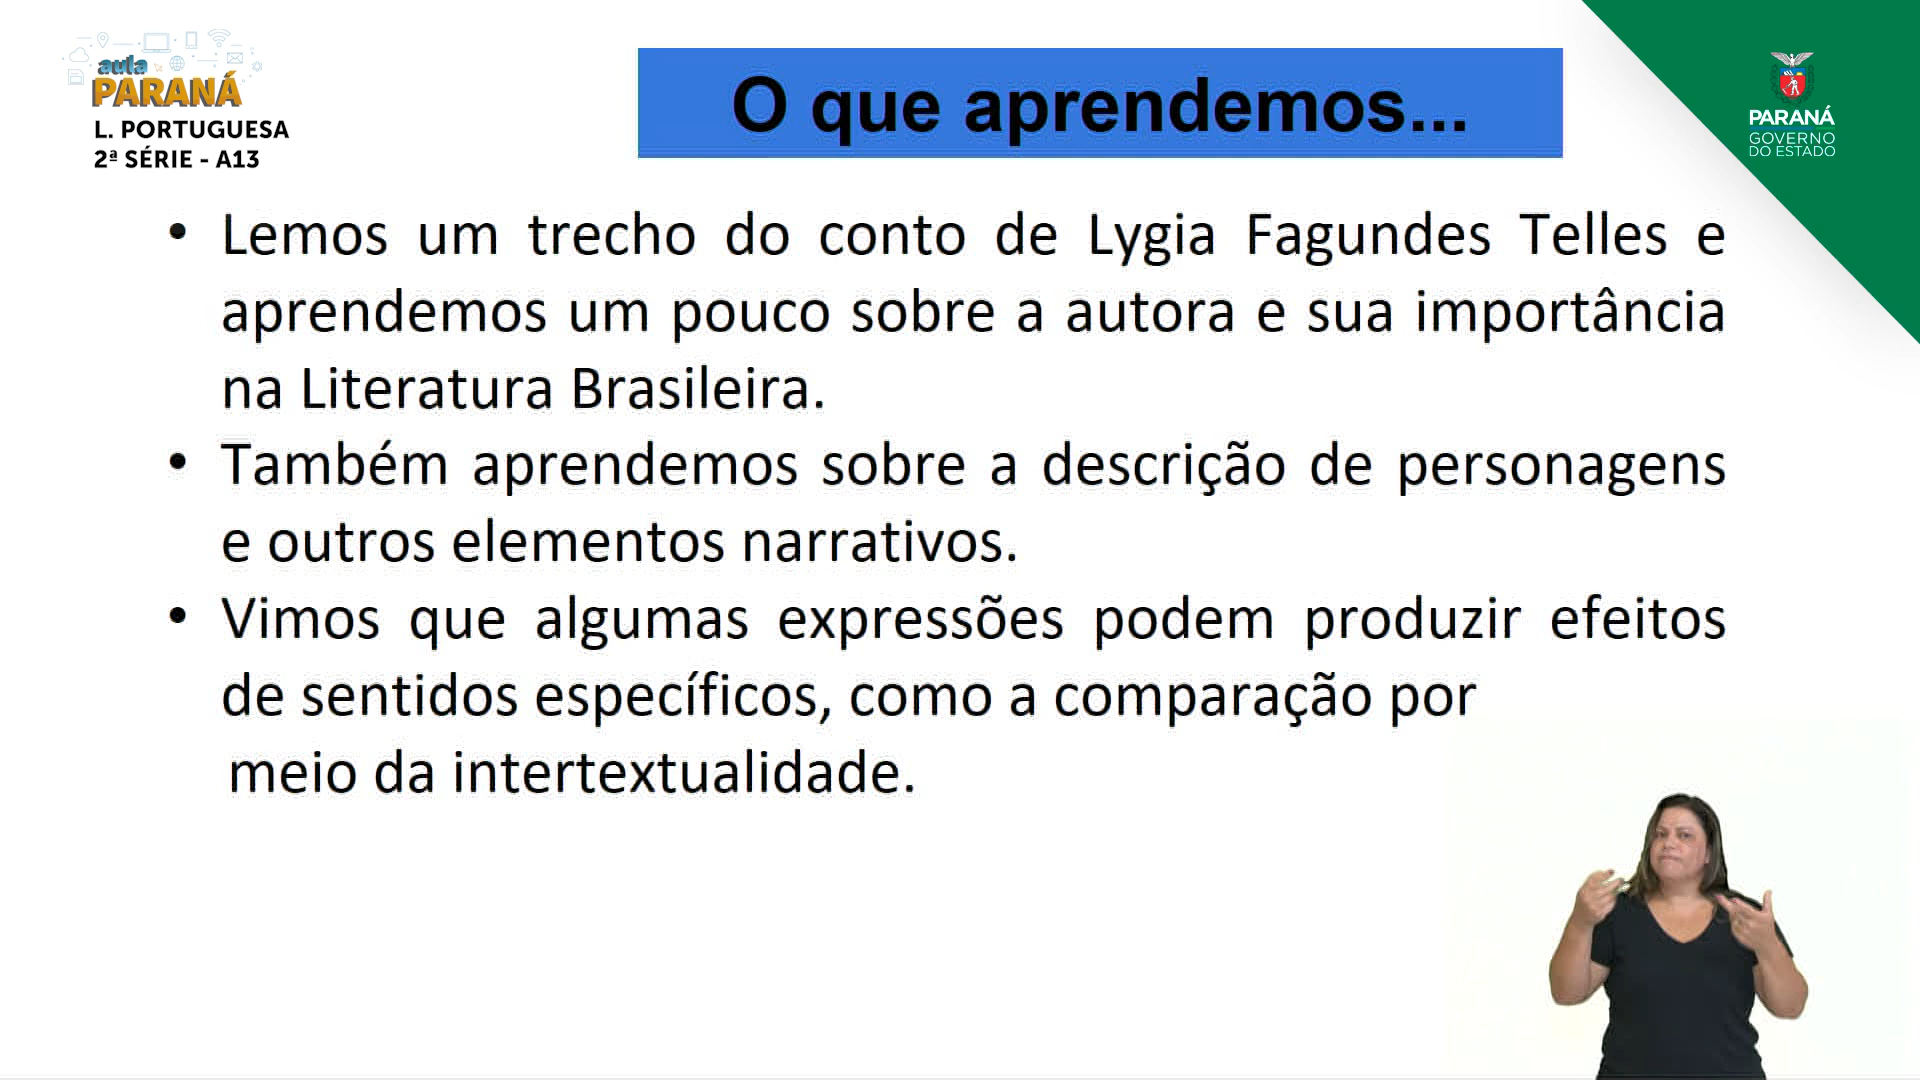 aula
PARANÁ
L. PORTUGUESA
2ª SÉRIE - A13
O que aprendemos...
PARANÁ
GOVERNO
DO ESTADO
• Lemos um trecho do conto de Lygia Fagundes Telles e
aprendemos um pouco sobre a autora e sua importância
na Literatura Brasileira.
• Também aprendemos sobre a descrição de personagens
e outros elementos narrativos.
• Vimos que algumas expressões podem produzir efeitos
de sentidos específicos, como a comparação por
meio da intertextualidade.